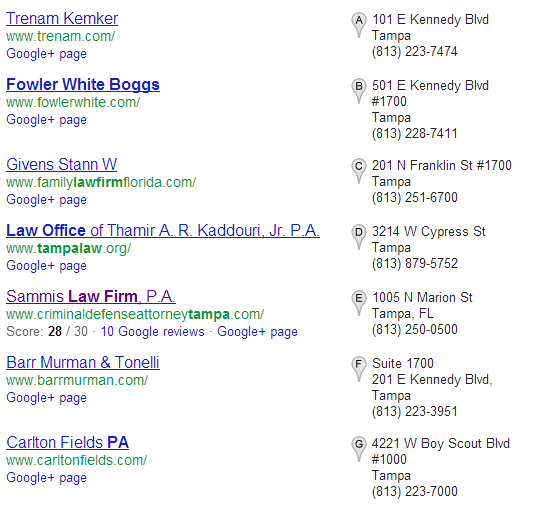 Trenam Kemker
www.trenam.com/
Google+ page
A
101 E Kennedy Blvd
Tampa
(813) 223-7474
Fowler White Boggs
www.fowlerwhite.com/
Google+ page
B
501 E Kennedy Blvd
#1700
Tampa
(813) 228-7411
Givens Stann W
www.familylawfirmflorida.com/
Google+ page
C
201 N Franklin St #1700
Tampa
(813) 251-6700
Law Office of Thamir A. R. Kaddouri, Jr. P.A.
www.tampalaw.org/
Google+ page
D
3214 W Cypress St
Tampa
(813) 879-5752
Sammis Law Firm, P.A.
www.criminaldefenseattorneytampa.com/
Score: 28 / 30 · 10 Google reviews · Google+ page
E
1005 N Marion St
Tampa, FL
(813) 250-0500
Barr Murman & Tonelli
www.barrmurman.com/
Google+ page
F
Suite 1700
201 E Kennedy Blvd,
Tampa
(813) 223-3951
Carlton Fields PA
www.carltonfields.com/
Google+ page
G
4221 W Boy Scout Blvd
#1000
Tampa
(813) 223-7000